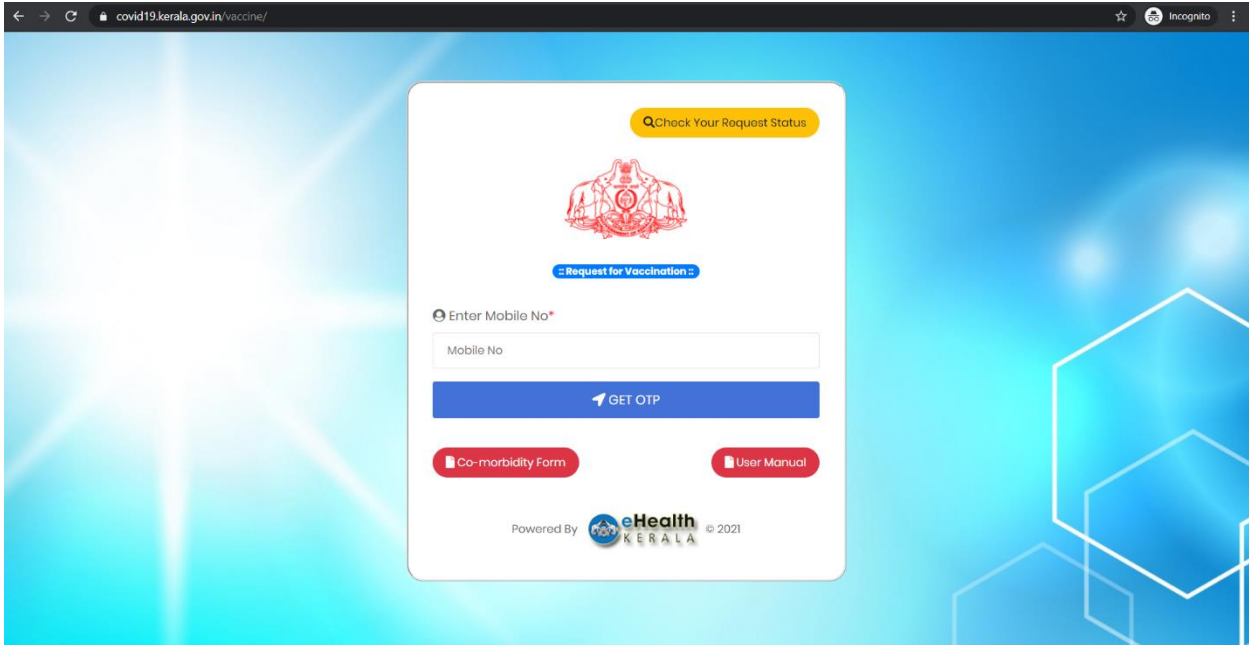 covid19.kerala.gov.in/vaccine/
Incognito
Check Your Request Status
:: Request for Vaccination ::
Enter Mobile No*
Mobile No
GET OTP
Co-morbidity Form
User Manual
Powered By eHealth KERALA © 2021